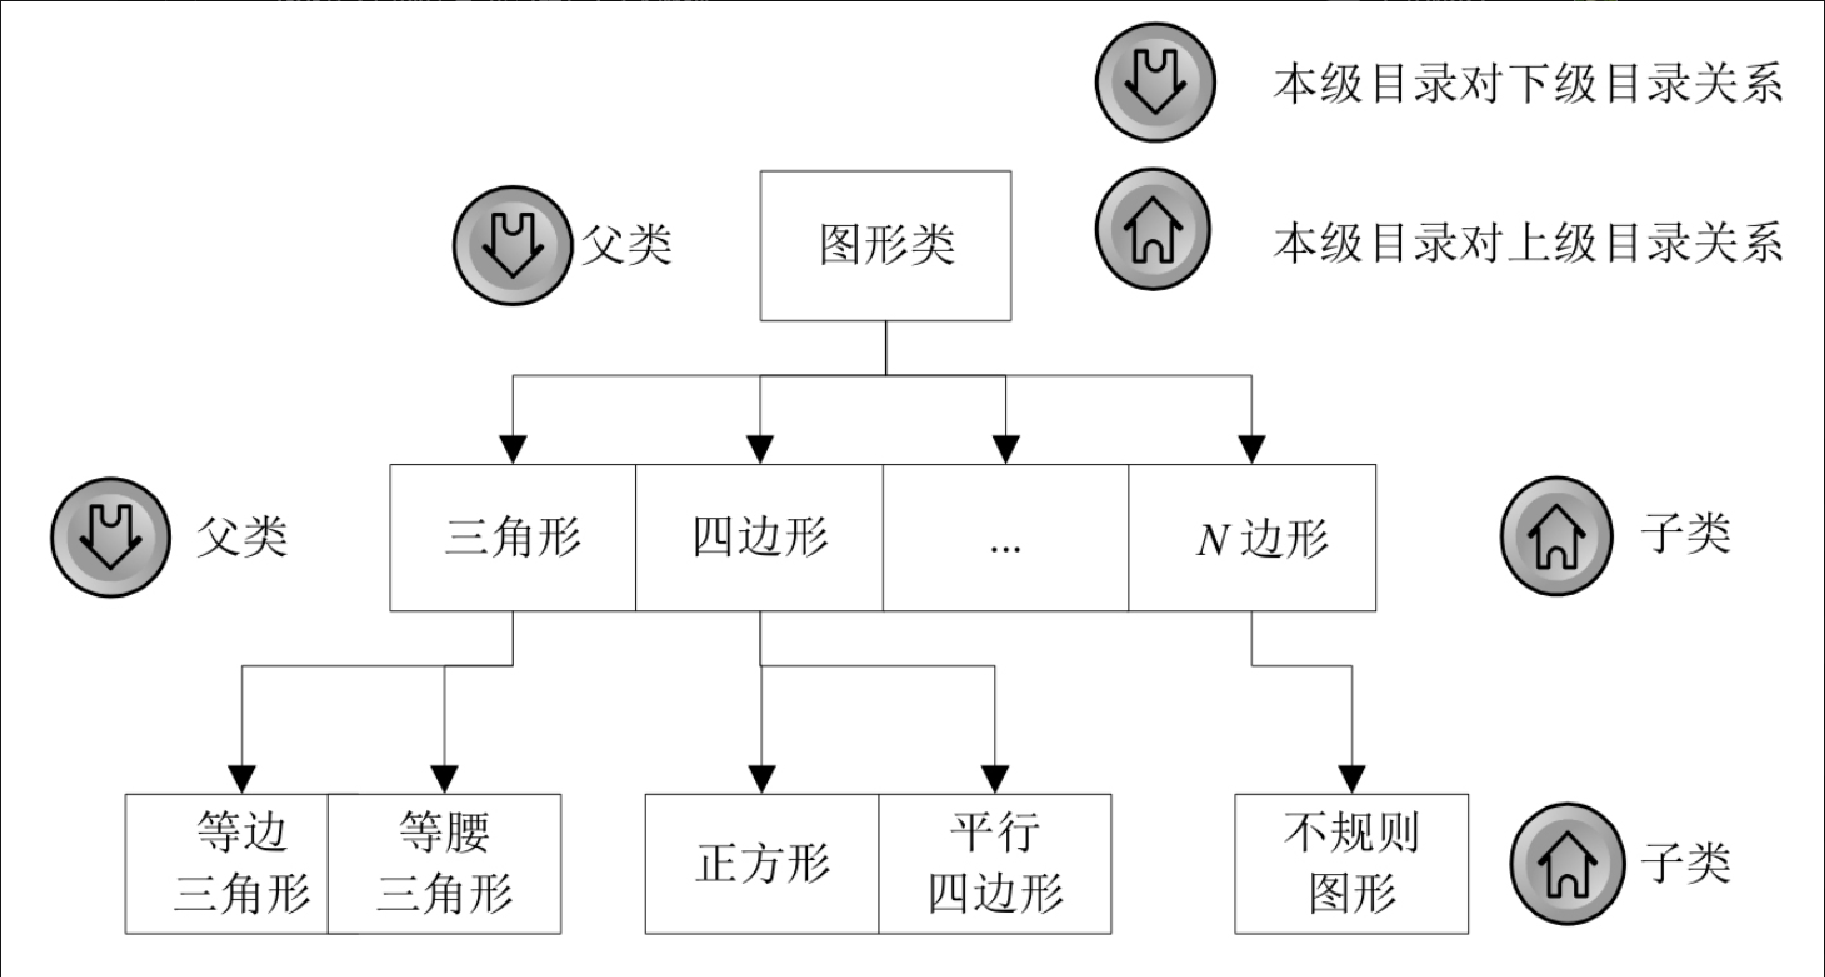 本级目录对下级目录关系
父类
图形类
本级目录对上级目录关系
父类
三角形
四边形
...
N边形
子类
等边
三角形
等腰
三角形
正方形
平行
四边形
不规则
图形
子类